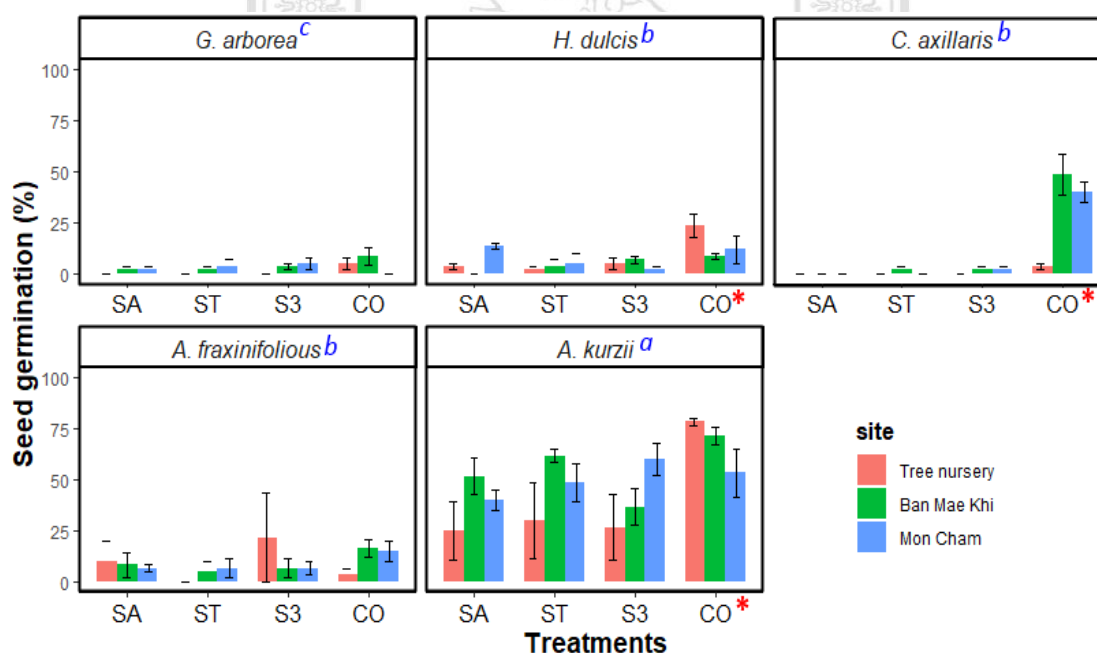 G. arborea c
H. dulcis b
C. axillaris b
100
75
50
25
0
SA ST S3 CO
SA ST S3 CO*
SA ST S3 CO*
A. fraxinifolious b
A. kurzii a
100
75
50
25
0
SA ST S3 CO
SA ST S3 CO*
Seed germination (%)
Treatments
site
Tree nursery
Ban Mae Khi
Mon Cham